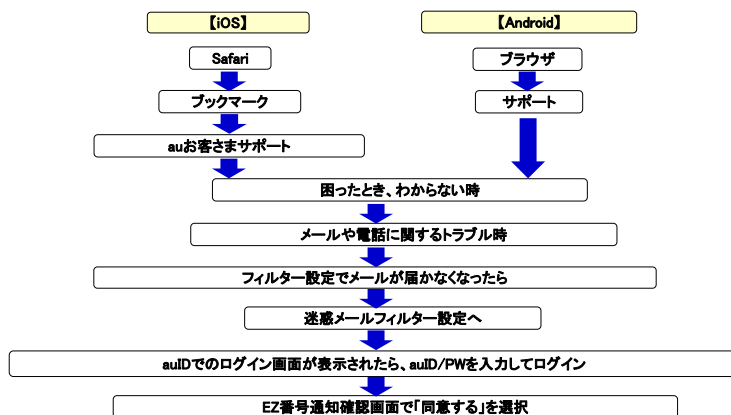 【iOS】
【Android】
Safari
ブラウザ
ブックマーク
サポート
auお客さまサポート
困ったとき、わからない時
メールや電話に関するトラブル時
フィルター設定でメールが届かなくなったら
迷惑メールフィルター設定へ
auIDでのログイン画面が表示されたら、auID/PWを入力してログイン
EZ番号通知確認画面で「同意する」を選択